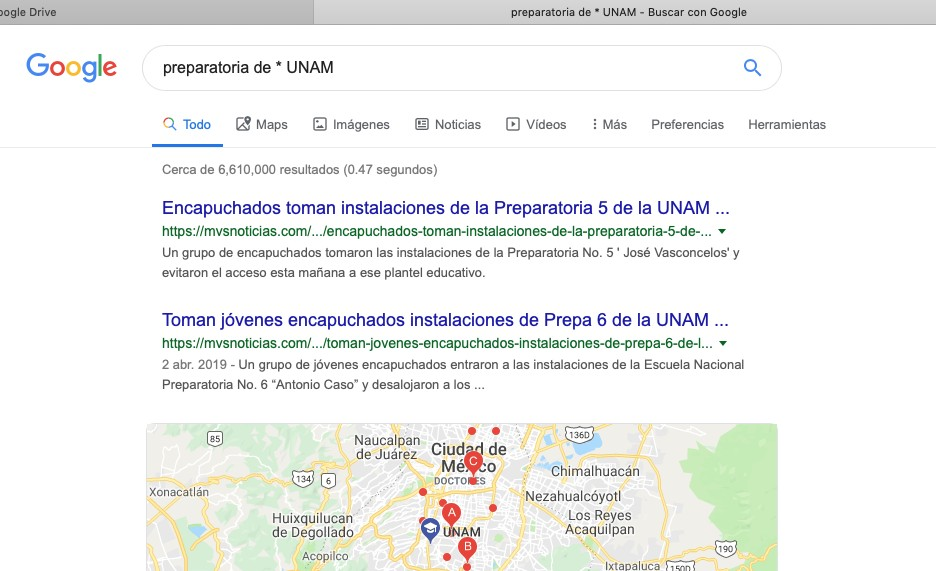 oogle Drive
preparatoria de * UNAM - Buscar con Google
Google
preparatoria de * UNAM
Todo
Maps
Imágenes
Noticias
Vídeos
Más
Preferencias
Herramientas
Cerca de 6,610,000 resultados (0.47 segundos)
Encapuchados toman instalaciones de la Preparatoria 5 de la UNAM ...
https://mvsnoticias.com/.../encapuchados-toman-instalaciones-de-la-preparatoria-5-de-...
Un grupo de encapuchados tomaron las instalaciones de la Preparatoria No. 5 ' José Vasconcelos' y
evitaron el acceso esta mañana a ese plantel educativo.
Toman jóvenes encapuchados instalaciones de Prepa 6 de la UNAM ...
https://mvsnoticias.com/.../toman-jovenes-encapuchados-instalaciones-de-prepa-6-de-l...
2 abr. 2019 - Un grupo de jóvenes encapuchados entraron a las instalaciones de la Escuela Nacional
Preparatoria No. 6 “Antonio Caso” y desalojaron a los ...
85
Naucalpan
de Juárez
Ciudad de
México
C
DOCTORES
136D
134
6
Chimalhuacán
Xonacatlán
Nezahualcóyotl
Huixquilucan
de Degollado
A
UNAM
Los Reyes
Acaquilpan
B
190
Acopilco
Ixtapaluca
150D